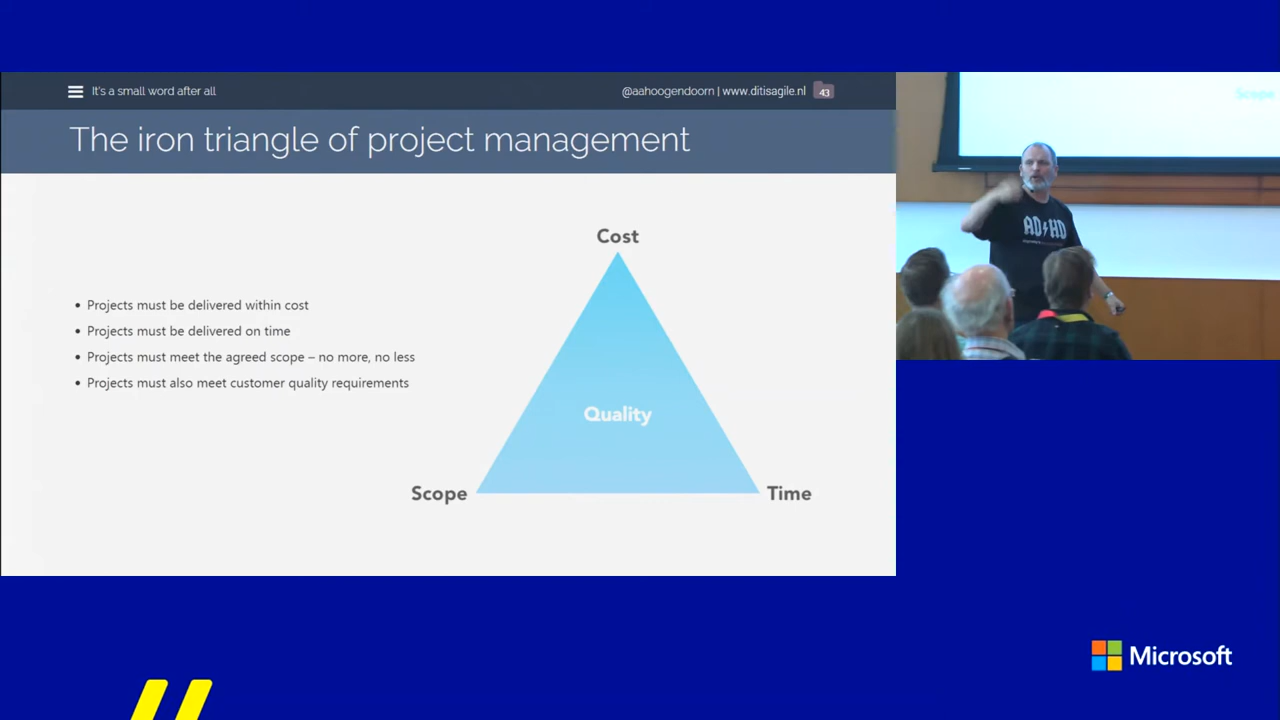 It's a small word after all
@aahoogendoorn | www.ditisagile.nl 43
The iron triangle of project management
Projects must be delivered within cost
Projects must be delivered on time
Projects must meet the agreed scope – no more, no less
Projects must also meet customer quality requirements
Cost
Quality
Scope
Time
Scope
AD HD
Microsoft